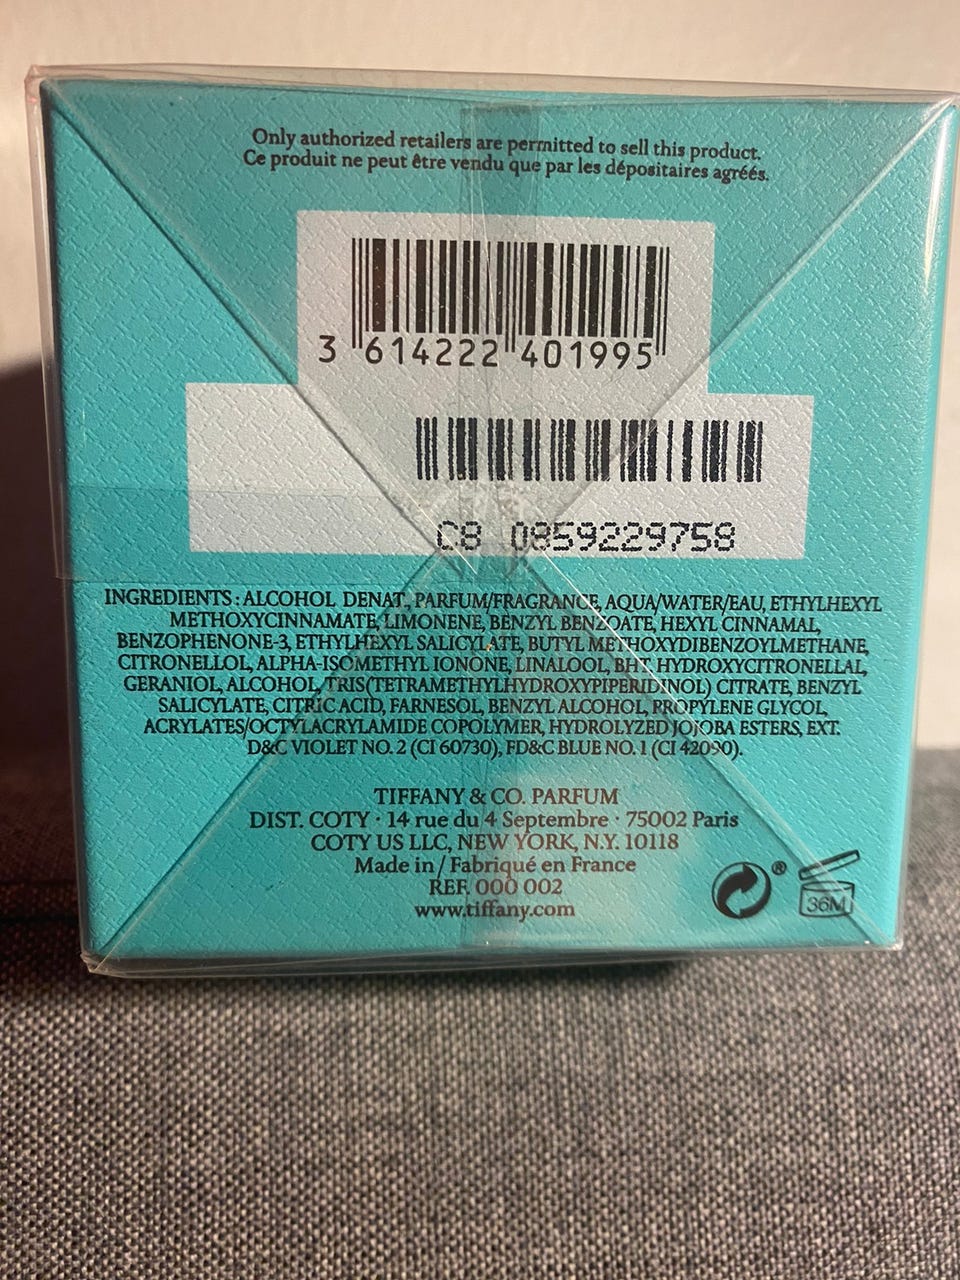 Only authorized retailers are permitted to sell this product.
Ce produit ne peut être vendu que par les dépositaires agréés.
3 614222 401995
C8 0859229758
INGREDIENTS : ALCOHOL DENAT., PARFUM/FRAGRANCE, AQUA/WATER/EAU, ETHYLHEXYL
METHOXYCINNAMATE, LIMONENE, BENZYL BENZOATE, HEXYL CINNAMAL,
BENZOPHENONE-3, ETHYLHEXYL SALICYLATE, BUTYL METHOXYDIBENZOYLMETHANE,
CITRONELLOL, ALPHA-ISOMETHYL IONONE, LINALOOL, BHT, HYDROXYCITRONELLAL,
GERANIOL, ALCOHOL, TRIS(TETRAMETHYLHYDROXYPIPERIDINOL) CITRATE, BENZYL
SALICYLATE, CITRIC ACID, FARNESOL, BENZYL ALCOHOL, PROPYLENE GLYCOL,
ACRYLATES/OCTYLACRYLAMIDE COPOLYMER, HYDROLYZED JOJOBA ESTERS, EXT.
D&C VIOLET NO. 2 (CI 60730), FD&C BLUE NO. 1 (CI 42090).
TIFFANY & CO. PARFUM
DIST. COTY · 14 rue du 4 Septembre · 75002 Paris
COTY US LLC, NEW YORK, N.Y. 10118
Made in / Fabriqué en France
REF. 000 002
www.tiffany.com
®
36M